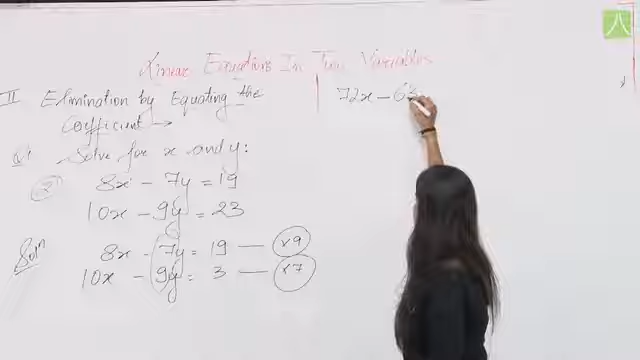 Linear Equations In Two Variables
II Elimination by Equating the
Coefficient →
Q1 Solve for x and y:
② 8x - 7y = 19
10x - 9y = 23
Soln 8x - 7y = 19 — ×9
10x - 9y = 3 — ×7
72x - 63